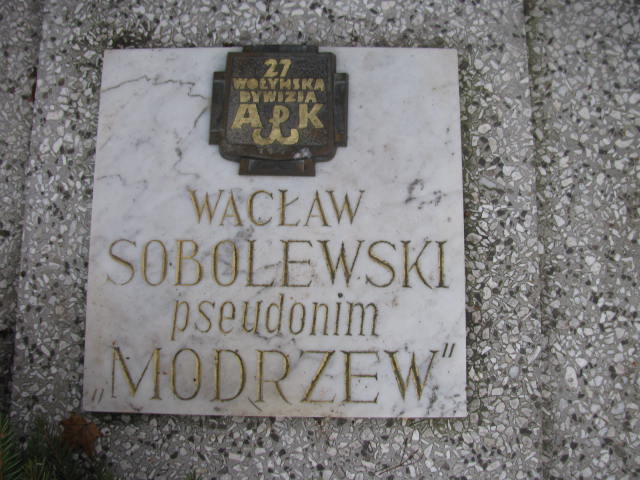 27
WOŁYŃSKA
DYWIZJA
AK
WACŁAW
SOBOLEWSKI
pseudonim
„MODRZEW”